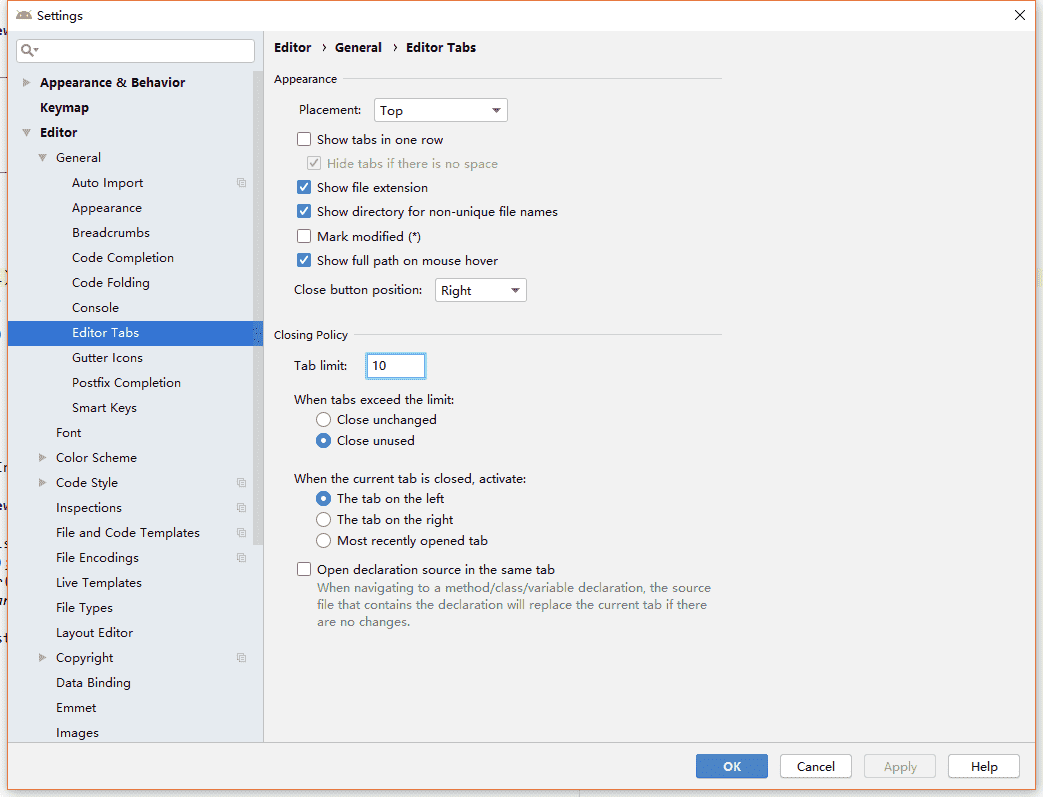 Settings
Appearance & Behavior
Keymap
Editor
General
Auto Import
Appearance
Breadcrumbs
Code Completion
Code Folding
Console
Editor Tabs
Gutter Icons
Postfix Completion
Smart Keys
Font
Color Scheme
Code Style
Inspections
File and Code Templates
File Encodings
Live Templates
File Types
Layout Editor
Copyright
Data Binding
Emmet
Images
Editor › General › Editor Tabs
Appearance
Placement: Top
Show tabs in one row
Hide tabs if there is no space
Show file extension
Show directory for non-unique file names
Mark modified (*)
Show full path on mouse hover
Close button position: Right
Closing Policy
Tab limit: 10
When tabs exceed the limit:
Close unchanged
Close unused
When the current tab is closed, activate:
The tab on the left
The tab on the right
Most recently opened tab
Open declaration source in the same tab
When navigating to a method/class/variable declaration, the source
file that contains the declaration will replace the current tab if there
are no changes.
OK Cancel Apply Help